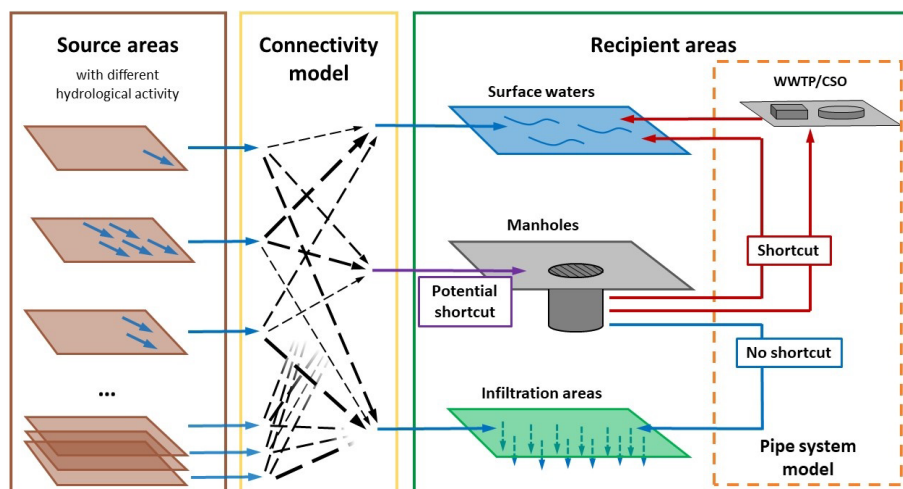 Source areas
with different
hydrological activity
...
Connectivity
model
Recipient areas
Surface waters
WWTP/CSO
Manholes
Shortcut
Potential
shortcut
No shortcut
Infiltration areas
Pipe system
model